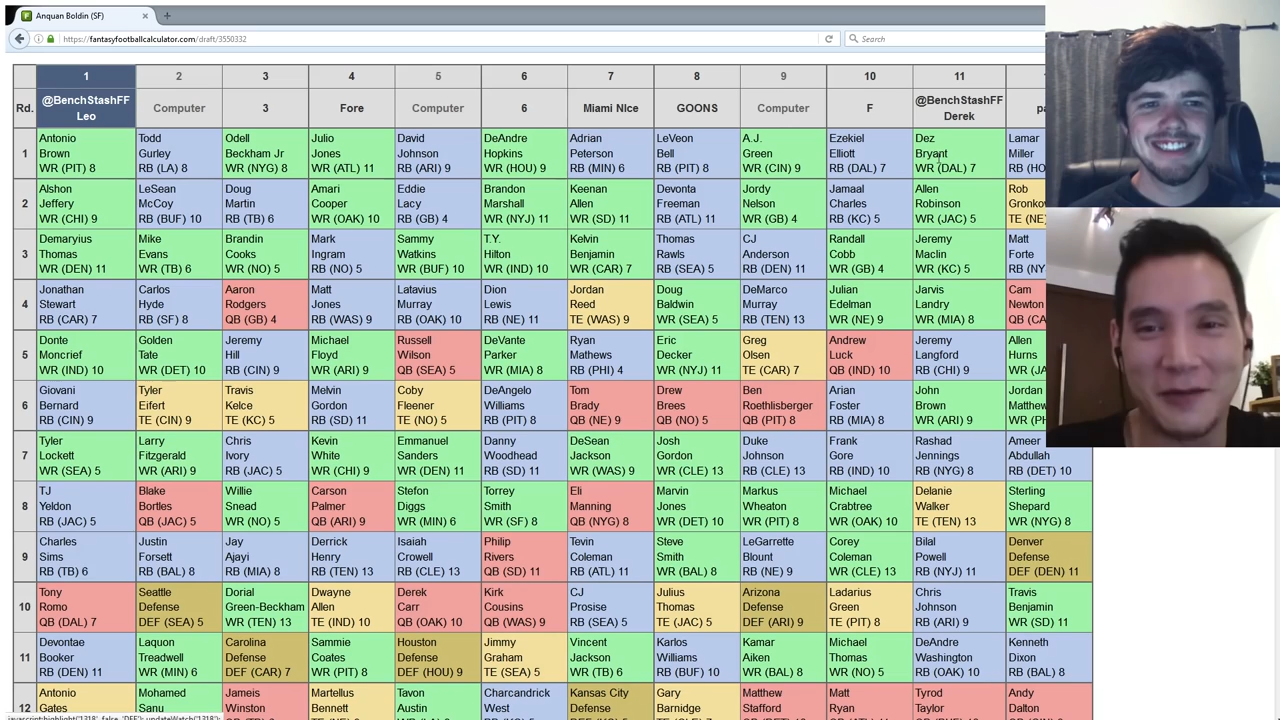 Anquan Boldin (SF)
https://fantasyfootballcalculator.com/draft/3550332
Search
1 2 3 4 5 6 7 8 9 10 11
Rd. @BenchStashFF Leo Computer 3 Fore Computer 6 Miami NIce GOONS Computer F @BenchStashFF Derek pa
1
Antonio Todd Odell Julio David DeAndre Adrian LeVeon A.J. Ezekiel Dez Lamar
Brown Gurley Beckham Jr Jones Johnson Hopkins Peterson Bell Green Elliott Bryant Miller
WR (PIT) 8 RB (LA) 8 WR (NYG) 8 WR (ATL) 11 RB (ARI) 9 WR (HOU) 9 RB (MIN) 6 RB (PIT) 8 WR (CIN) 9 RB (DAL) 7 WR (DAL) 7 RB (HO
2
Alshon LeSean Doug Amari Eddie Brandon Keenan Devonta Jordy Jamaal Allen Rob
Jeffery McCoy Martin Cooper Lacy Marshall Allen Freeman Nelson Charles Robinson Gronkow
WR (CHI) 9 RB (BUF) 10 RB (TB) 6 WR (OAK) 10 RB (GB) 4 WR (NYJ) 11 WR (SD) 11 RB (ATL) 11 WR (GB) 4 RB (KC) 5 WR (JAC) 5 TE (NE)
3
Demaryius Mike Brandin Mark Sammy T.Y. Kelvin Thomas CJ Randall Jeremy Matt
Thomas Evans Cooks Ingram Watkins Hilton Benjamin Rawls Anderson Cobb Maclin Forte
WR (DEN) 11 WR (TB) 6 WR (NO) 5 RB (NO) 5 WR (BUF) 10 WR (IND) 10 WR (CAR) 7 RB (SEA) 5 RB (DEN) 11 WR (GB) 4 WR (KC) 5 RB (NY
4
Jonathan Carlos Aaron Matt Latavius Dion Jordan Doug DeMarco Julian Jarvis Cam
Stewart Hyde Rodgers Jones Murray Lewis Reed Baldwin Murray Edelman Landry Newton
RB (CAR) 7 RB (SF) 8 QB (GB) 4 RB (WAS) 9 RB (OAK) 10 RB (NE) 11 TE (WAS) 9 WR (SEA) 5 RB (TEN) 13 WR (NE) 9 WR (MIA) 8 QB (CA
5
Donte Golden Jeremy Michael Russell DeVante Ryan Eric Greg Andrew Jeremy Allen
Moncrief Tate Hill Floyd Wilson Parker Mathews Decker Olsen Luck Langford Hurns
WR (IND) 10 WR (DET) 10 RB (CIN) 9 WR (ARI) 9 QB (SEA) 5 WR (MIA) 8 RB (PHI) 4 WR (NYJ) 11 TE (CAR) 7 QB (IND) 10 RB (CHI) 9 WR (JA
6
Giovani Tyler Travis Melvin Coby DeAngelo Tom Drew Ben Arian John Jordan
Bernard Eifert Kelce Gordon Fleener Williams Brady Brees Roethlisberger Foster Brown Matthew
RB (CIN) 9 TE (CIN) 9 TE (KC) 5 RB (SD) 11 TE (NO) 5 RB (PIT) 8 QB (NE) 9 QB (NO) 5 QB (PIT) 8 RB (MIA) 8 WR (ARI) 9 WR (PH
7
Tyler Larry Chris Kevin Emmanuel Danny DeSean Josh Duke Frank Rashad Ameer
Lockett Fitzgerald Ivory White Sanders Woodhead Jackson Gordon Johnson Gore Jennings Abdullah
WR (SEA) 5 WR (ARI) 9 RB (JAC) 5 WR (CHI) 9 WR (DEN) 11 RB (SD) 11 WR (WAS) 9 WR (CLE) 13 RB (CLE) 13 RB (IND) 10 RB (NYG) 8 RB (DET) 10
8
TJ Blake Willie Carson Stefon Torrey Eli Marvin Markus Michael Delanie Sterling
Yeldon Bortles Snead Palmer Diggs Smith Manning Jones Wheaton Crabtree Walker Shepard
RB (JAC) 5 QB (JAC) 5 WR (NO) 5 QB (ARI) 9 WR (MIN) 6 WR (SF) 8 QB (NYG) 8 WR (DET) 10 WR (PIT) 8 WR (OAK) 10 TE (TEN) 13 WR (NYG) 8
9
Charles Justin Jay Derrick Isaiah Philip Tevin Steve LeGarrette Corey Bilal Denver
Sims Forsett Ajayi Henry Crowell Rivers Coleman Smith Blount Coleman Powell Defense
RB (TB) 6 RB (BAL) 8 RB (MIA) 8 RB (TEN) 13 RB (CLE) 13 QB (SD) 11 RB (ATL) 11 WR (BAL) 8 RB (NE) 9 WR (CLE) 13 RB (NYJ) 11 DEF (DEN) 11
10
Tony Seattle Dorial Dwayne Derek Kirk CJ Julius Arizona Ladarius Chris Travis
Romo Defense Green-Beckham Allen Carr Cousins Prosise Thomas Defense Green Johnson Benjamin
QB (DAL) 7 DEF (SEA) 5 WR (TEN) 13 TE (IND) 10 QB (OAK) 10 QB (WAS) 9 RB (SEA) 5 TE (JAC) 5 DEF (ARI) 9 TE (PIT) 8 RB (ARI) 9 WR (SD) 11
11
Devontae Laquon Carolina Sammie Houston Jimmy Vincent Karlos Kamar Michael DeAndre Kenneth
Booker Treadwell Defense Coates Defense Graham Jackson Williams Aiken Thomas Washington Dixon
RB (DEN) 11 WR (MIN) 6 DEF (CAR) 7 WR (PIT) 8 DEF (HOU) 9 TE (SEA) 5 WR (TB) 6 RB (BUF) 10 WR (BAL) 8 WR (NO) 5 RB (OAK) 10 RB (BAL) 8
12
Antonio Mohamed Jameis Martellus Tavon Charcandrick Kansas City Gary Matthew Matt Tyrod Andy
Gates Sanu Winston Bennett Austin West Defense Barnidge Stafford Ryan Taylor Dalton
javascript:highlight('1318', false, 'DEF'); updateWatch('1318');